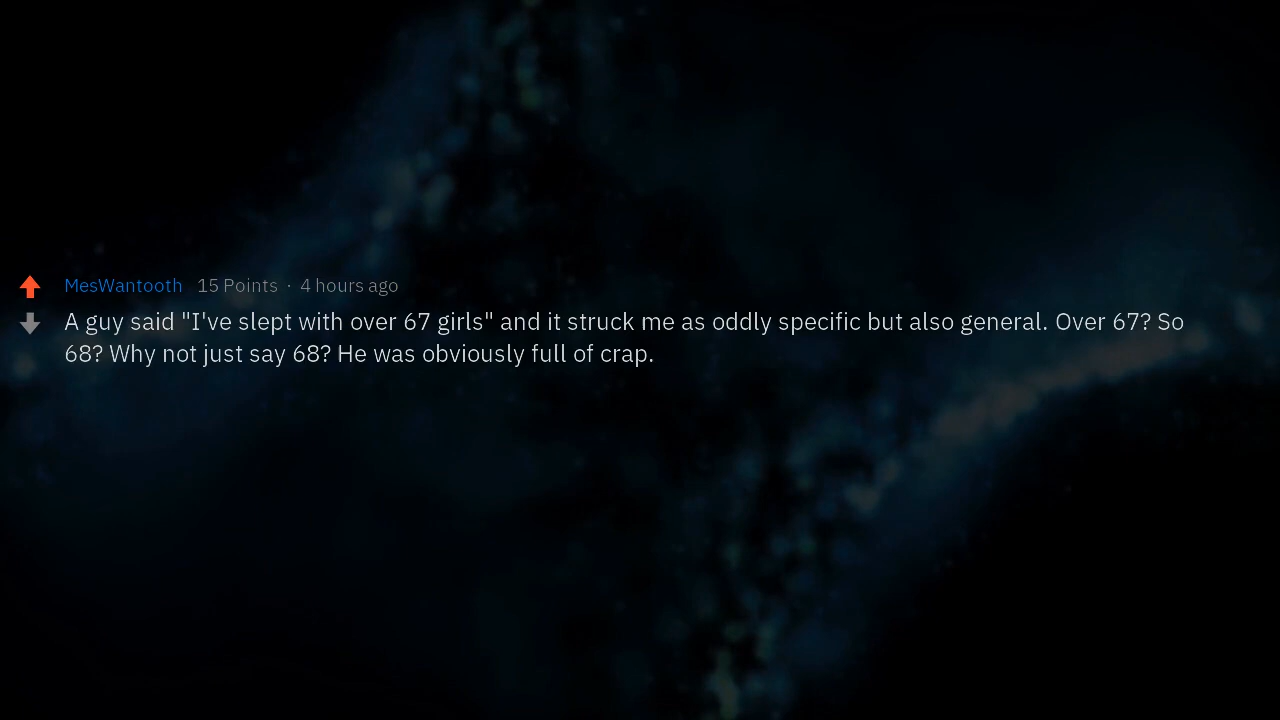 MesWantooth 15 Points · 4 hours ago
A guy said "I've slept with over 67 girls" and it struck me as oddly specific but also general. Over 67? So
68? Why not just say 68? He was obviously full of crap.